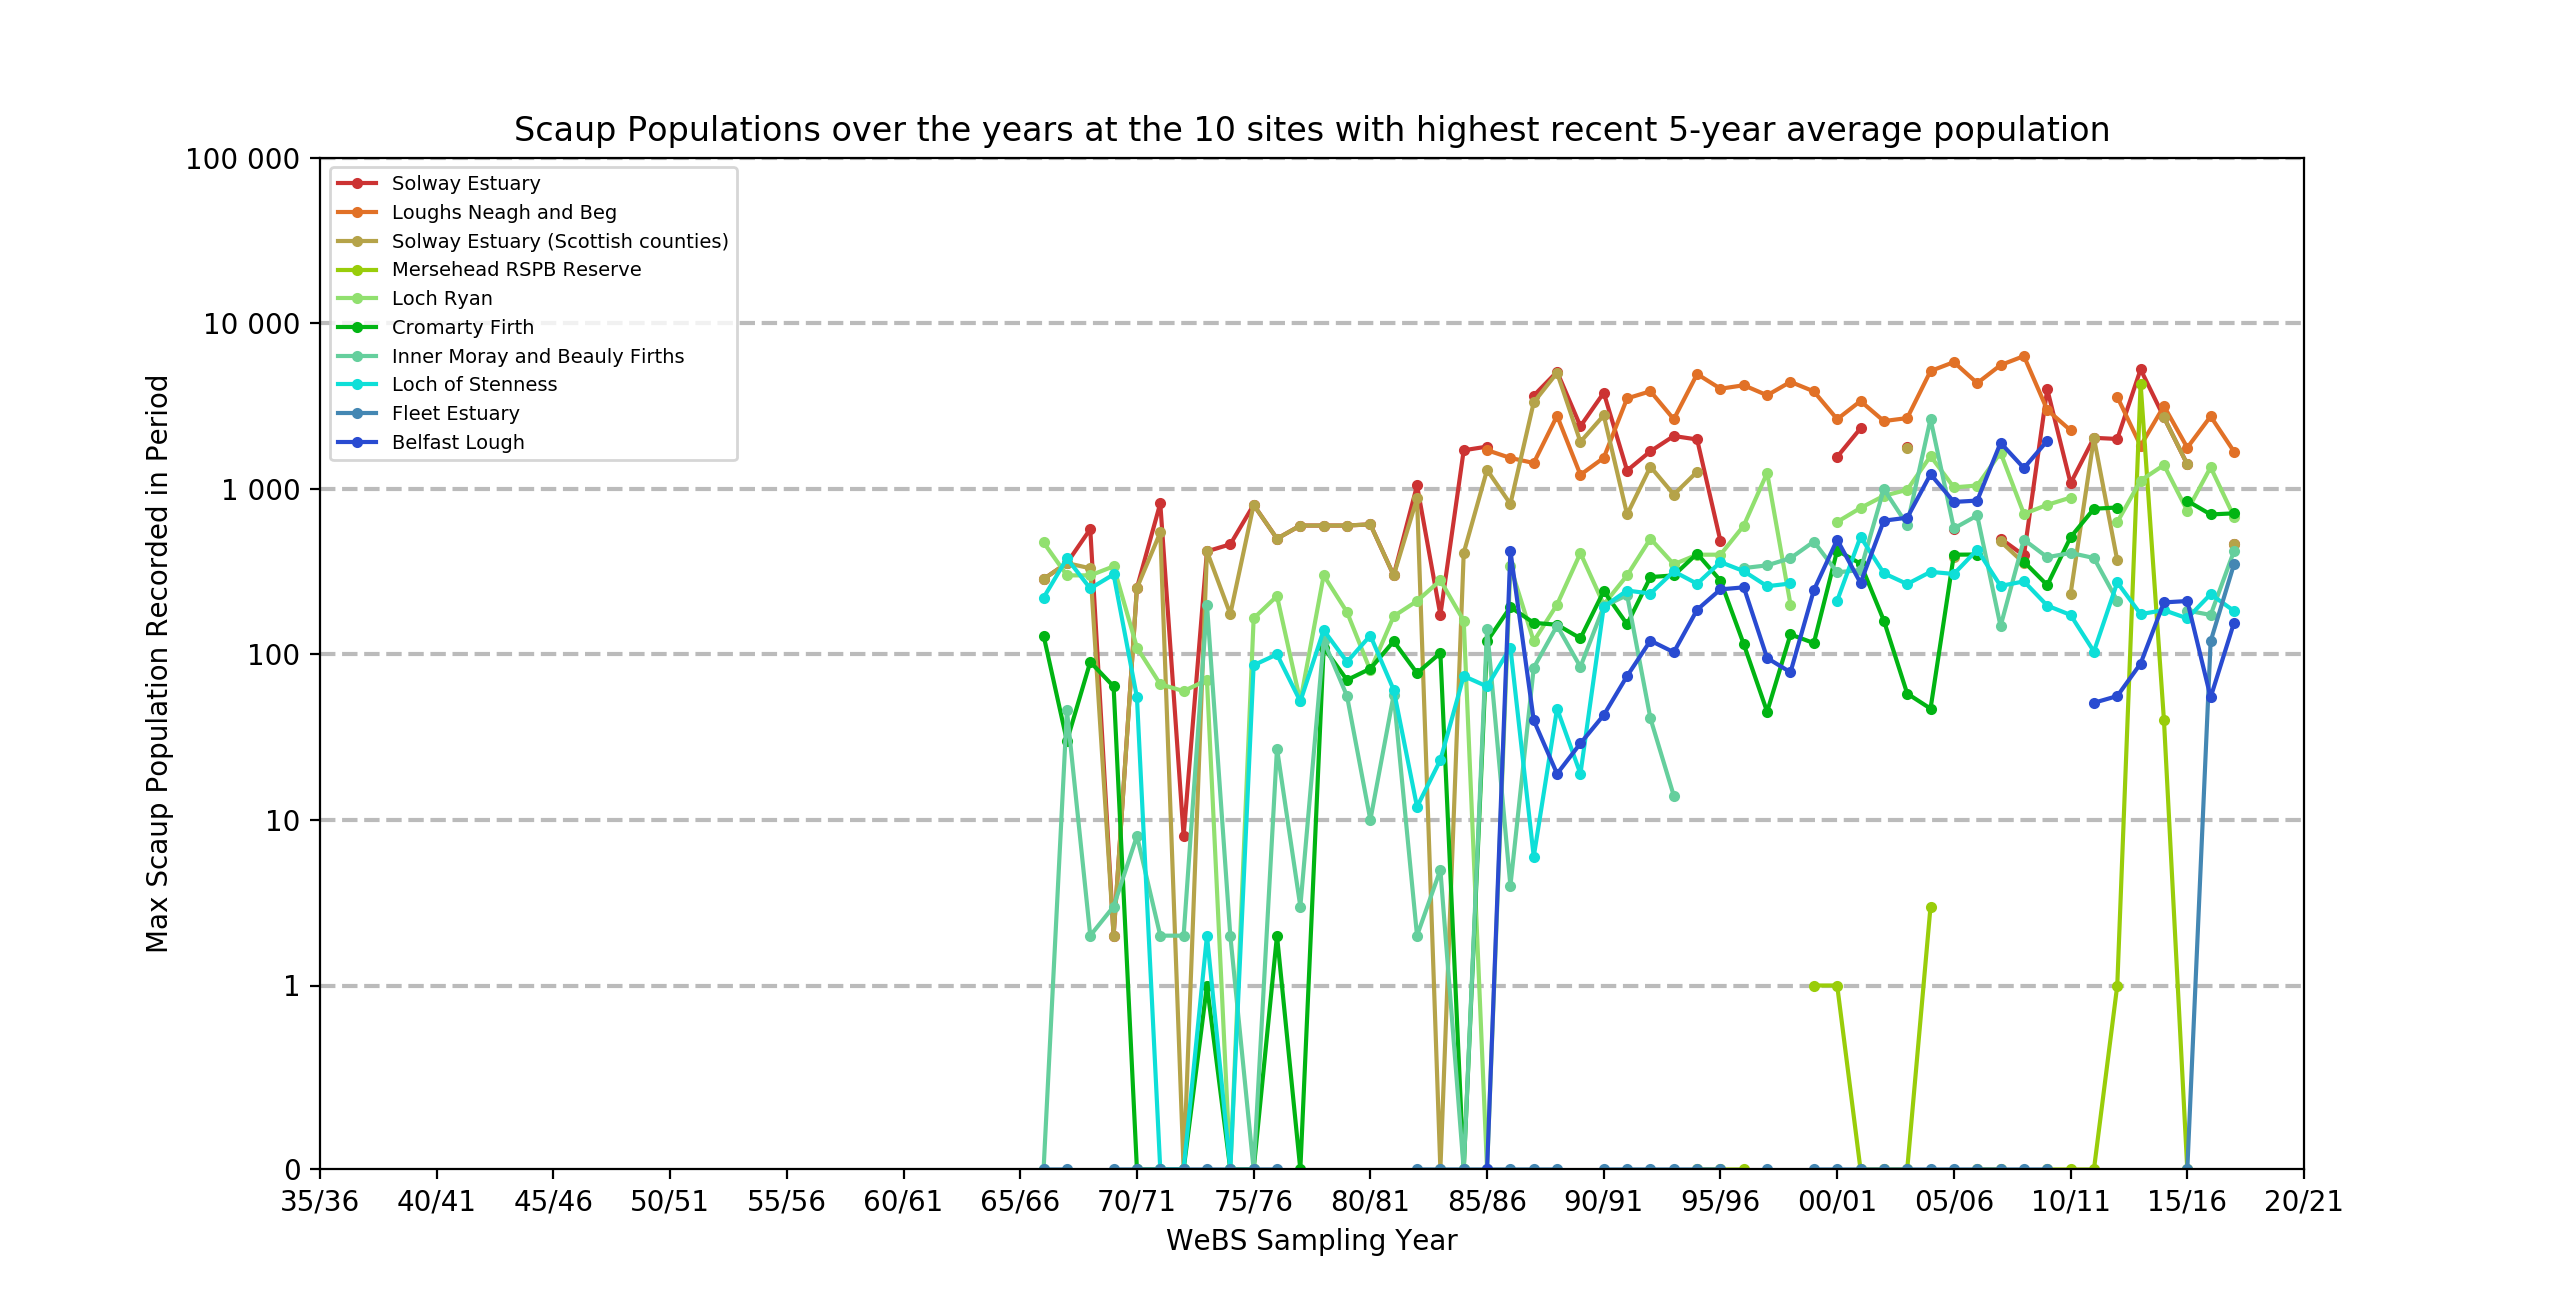 Scaup Populations over the years at the 10 sites with highest recent 5-year average population
100 000
10 000
1 000
100
10
1
0
Max Scaup Population Recorded in Period
Solway Estuary
Loughs Neagh and Beg
Solway Estuary (Scottish counties)
Mersehead RSPB Reserve
Loch Ryan
Cromarty Firth
Inner Moray and Beauly Firths
Loch of Stenness
Fleet Estuary
Belfast Lough
35/36 40/41 45/46 50/51 55/56 60/61 65/66 70/71 75/76 80/81 85/86 90/91 95/96 00/01 05/06 10/11 15/16 20/21
WeBS Sampling Year